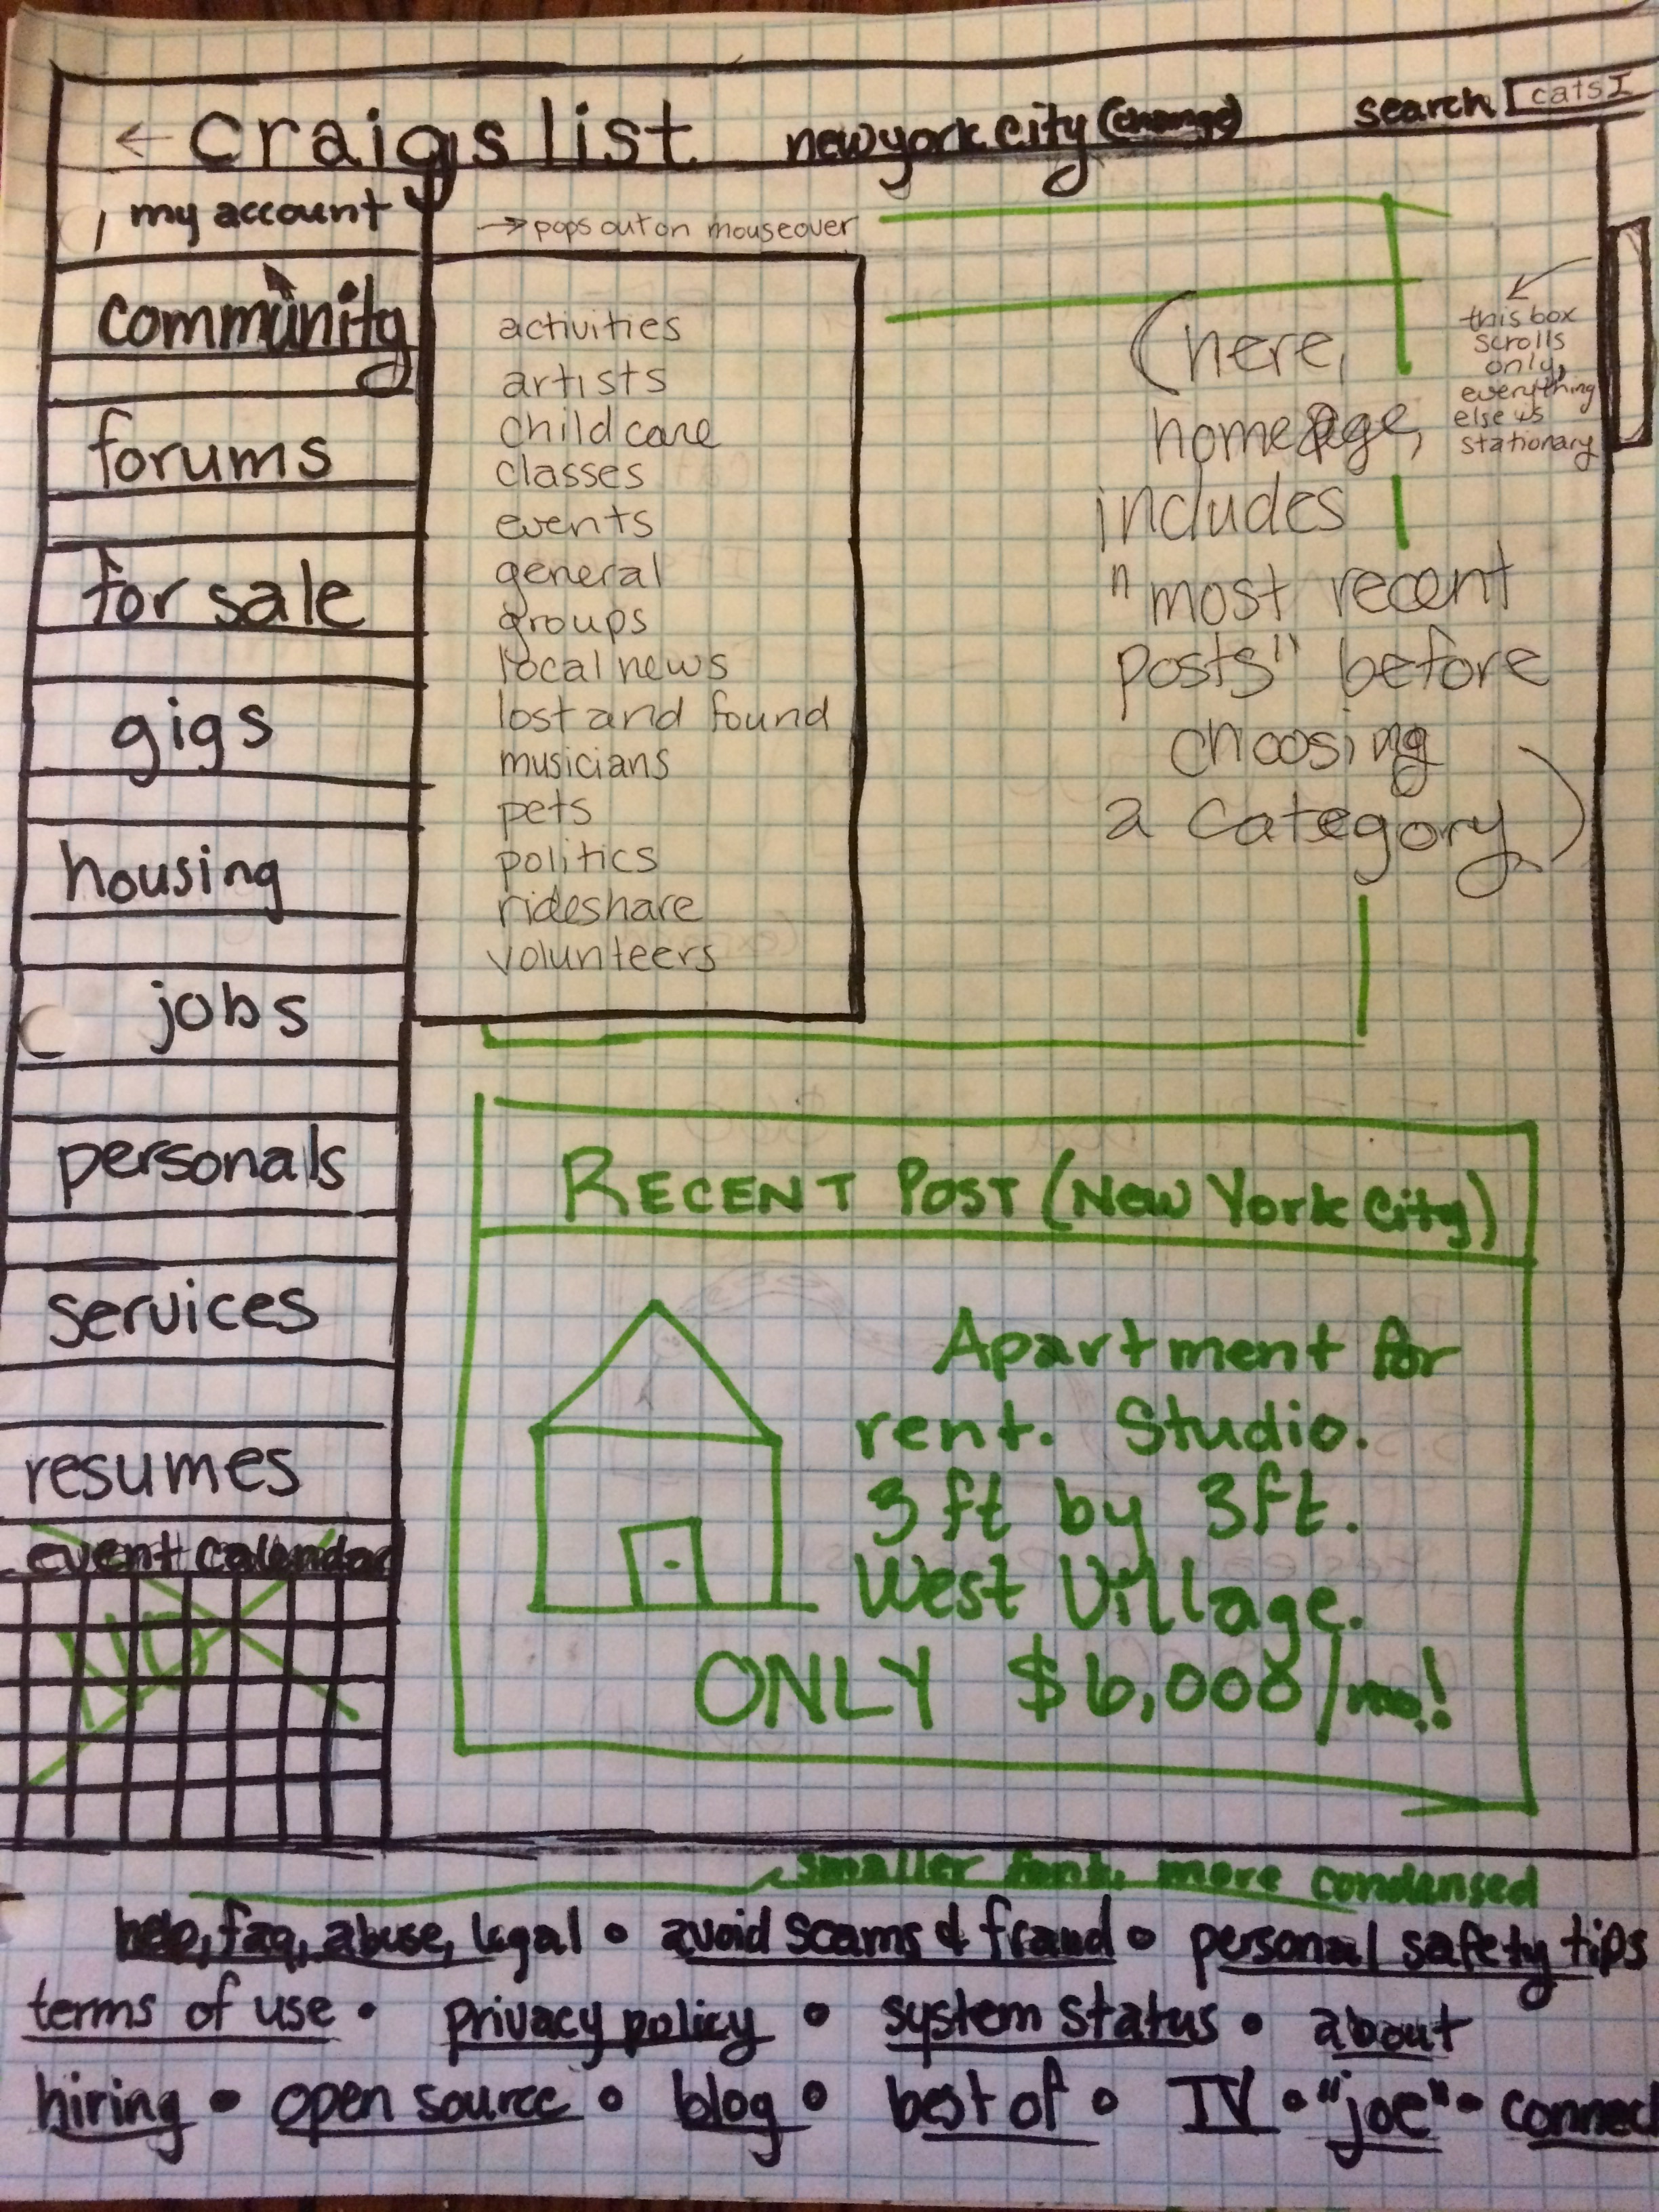 ← craigslist newyork city (change) search cats
my account
→ pops out on mouseover
community
forums
for sale
gigs
housing
jobs
personals
services
resumes
event calendar
NO
activities
artists
childcare
classes
events
general
groups
local news
lost and found
musicians
pets
politics
rideshare
volunteers
(here,
homepage,
includes
"most recent
posts" before
choosing
a category)
this box
scrolls
only,
everything
else is
stationary
RECENT POST (NEW YORK City)
Apartment for
rent. Studio.
3ft by 3ft.
West Village.
ONLY $6,000/mo!!
smaller font, more condensed
help, faq, abuse, legal • avoid scams & fraud • personal safety tips
terms of use • privacy policy • system status • about
hiring • open source • blog • best of • TV • "joe" • connect